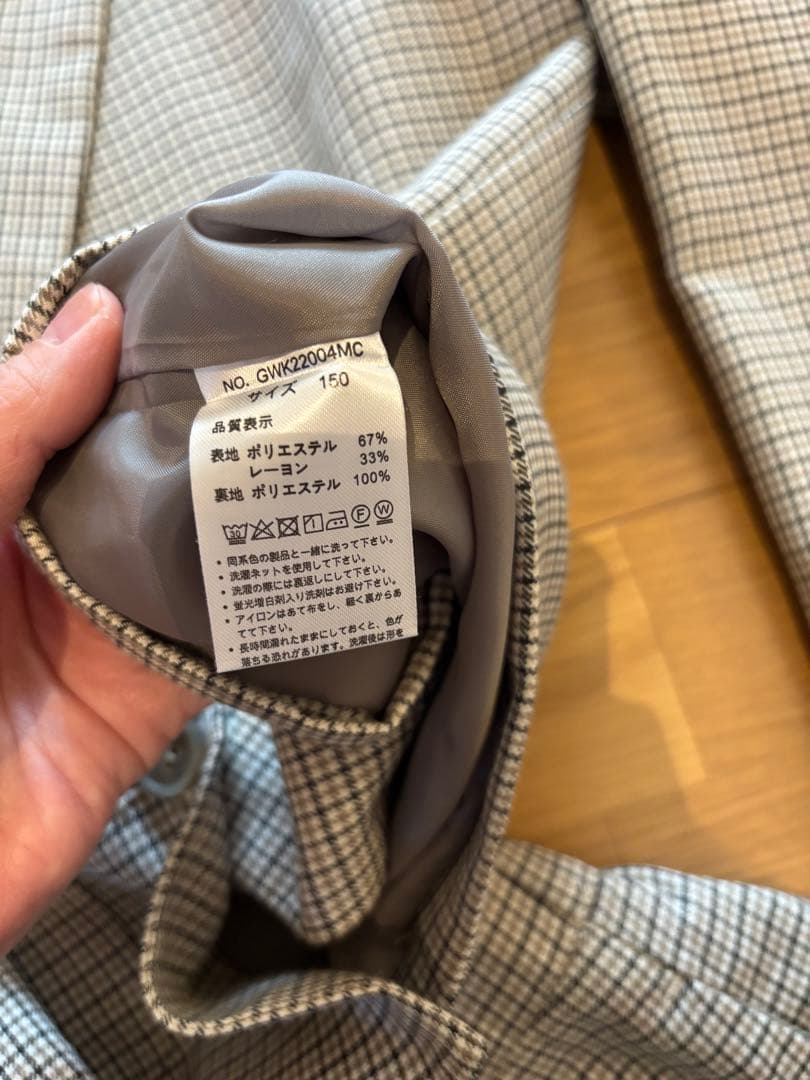 NO. GWK22004MC
サイズ 150
品質表示
表地 ポリエステル 67%
レーヨン 33%
裏地 ポリエステル 100%
30 F W
・同系色の製品と一緒に洗って下さい。
・洗濯ネットを使用して下さい。
・洗濯の際には裏返しにして下さい。
・蛍光増白剤入り洗剤はお避け下さい。
・アイロンはあて布をし、軽く裏からあ
てて下さい。
・長時間濡れたままにしておくと、色が
落ちる恐れがあります。洗濯後は形を